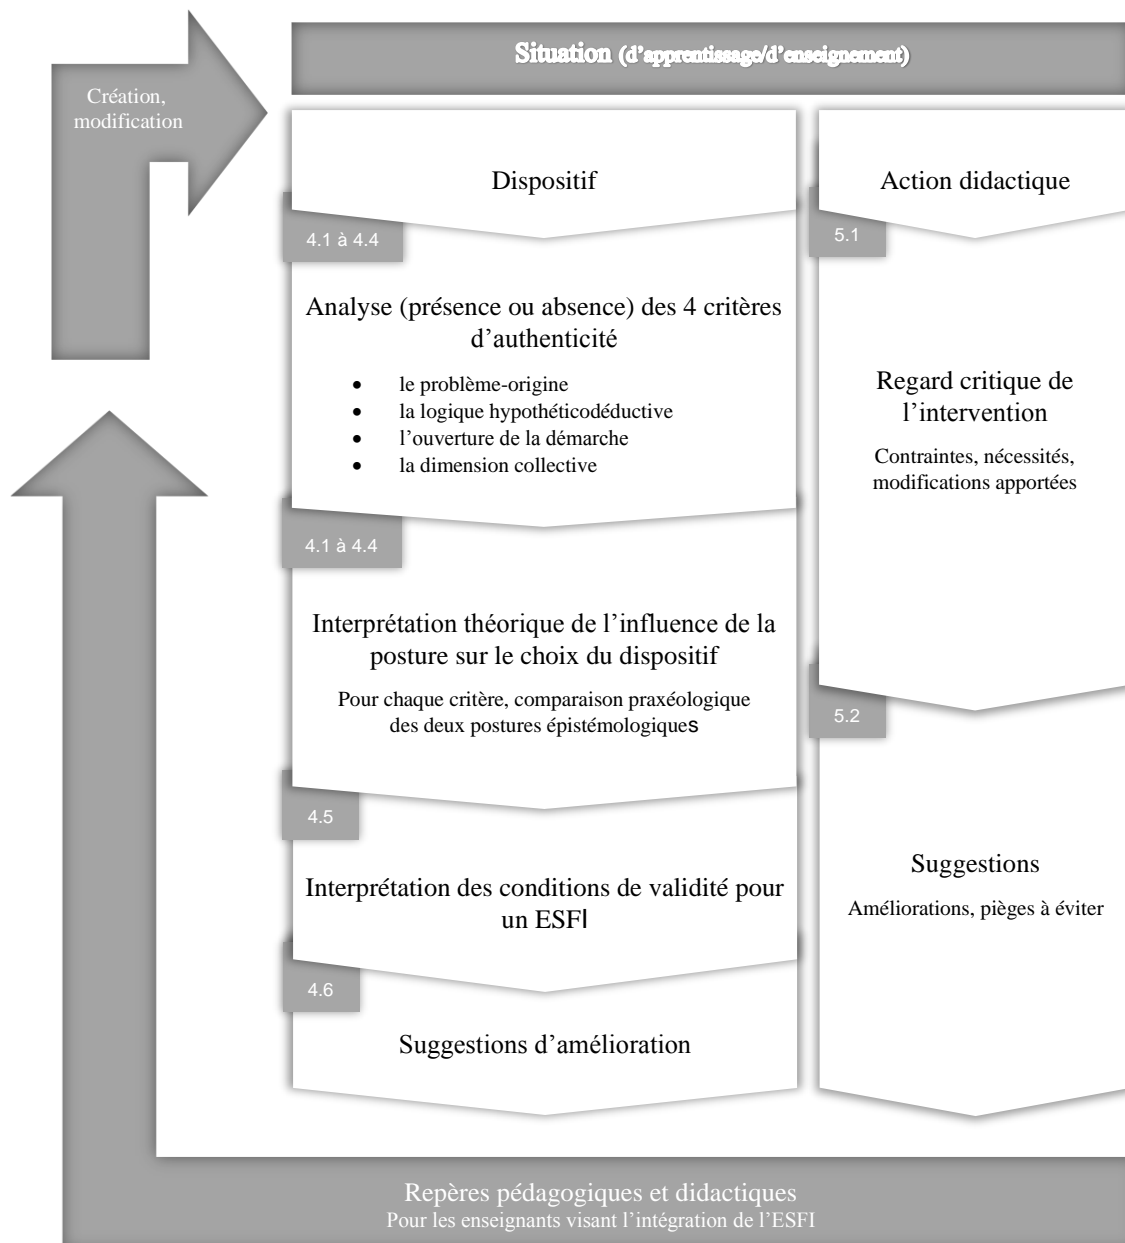 Situation (d’apprentissage/d’enseignement)
Création,
modification
Dispositif
4.1 à 4.4
Analyse (présence ou absence) des 4 critères
d’authenticité
• le problème-origine
• la logique hypothéticodéductive
• l’ouverture de la démarche
• la dimension collective
4.1 à 4.4
Interprétation théorique de l’influence de la
posture sur le choix du dispositif
Pour chaque critère, comparaison praxéologique
des deux postures épistémologiques
4.5
Interprétation des conditions de validité pour
un ESFI
4.6
Suggestions d’amélioration
Action didactique
5.1
Regard critique de
l’intervention
Contraintes, nécessités,
modifications apportées
5.2
Suggestions
Améliorations, pièges à éviter
Repères pédagogiques et didactiques
Pour les enseignants visant l’intégration de l’ESFI